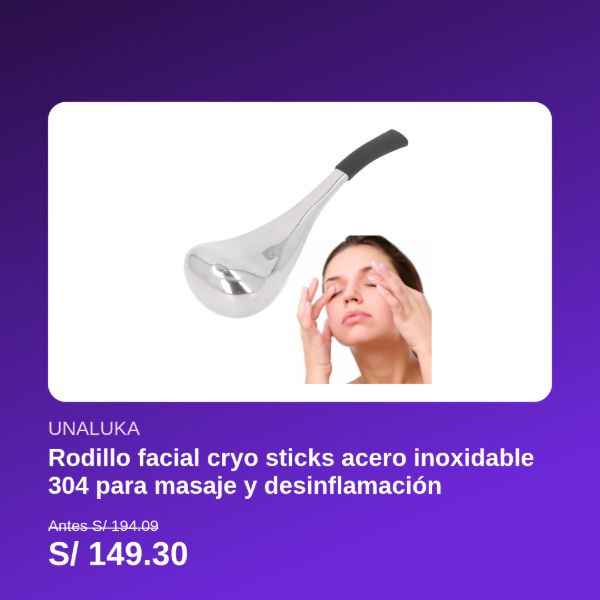 UNALUKA
Rodillo facial cryo sticks acero inoxidable
304 para masaje y desinflamación
Antes S/ 194.09
S/ 149.30